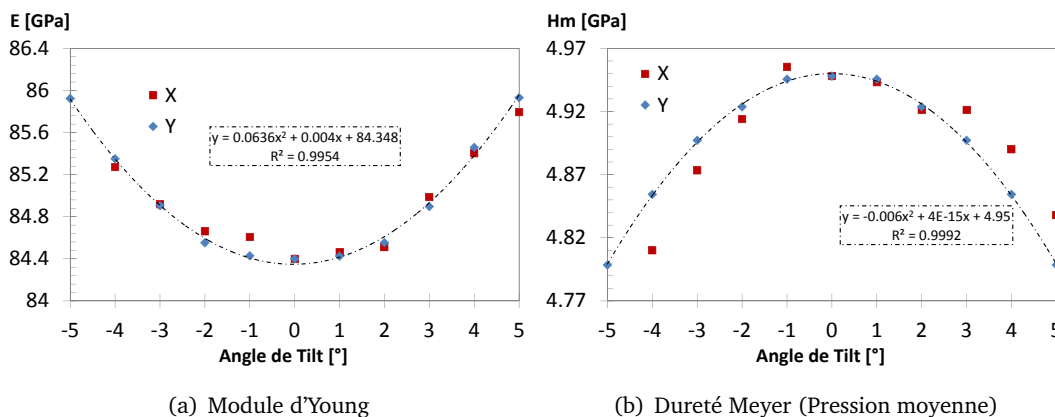 E [GPa]
86.4
86
85.6
85.2
84.8
84.4
84
X
Y
y = 0.0636x² + 0.004x + 84.348
R² = 0.9954
-5 -4 -3 -2 -1 0 1 2 3 4 5
Angle de Tilt [°]
(a) Module d'Young
Hm [GPa]
4.97
4.92
4.87
4.82
4.77
X
Y
y = -0.006x² + 4E-15x + 4.95
R² = 0.9992
-5 -4 -3 -2 -1 0 1 2 3 4 5
Angle de Tilt [°]
(b) Dureté Meyer (Pression moyenne)